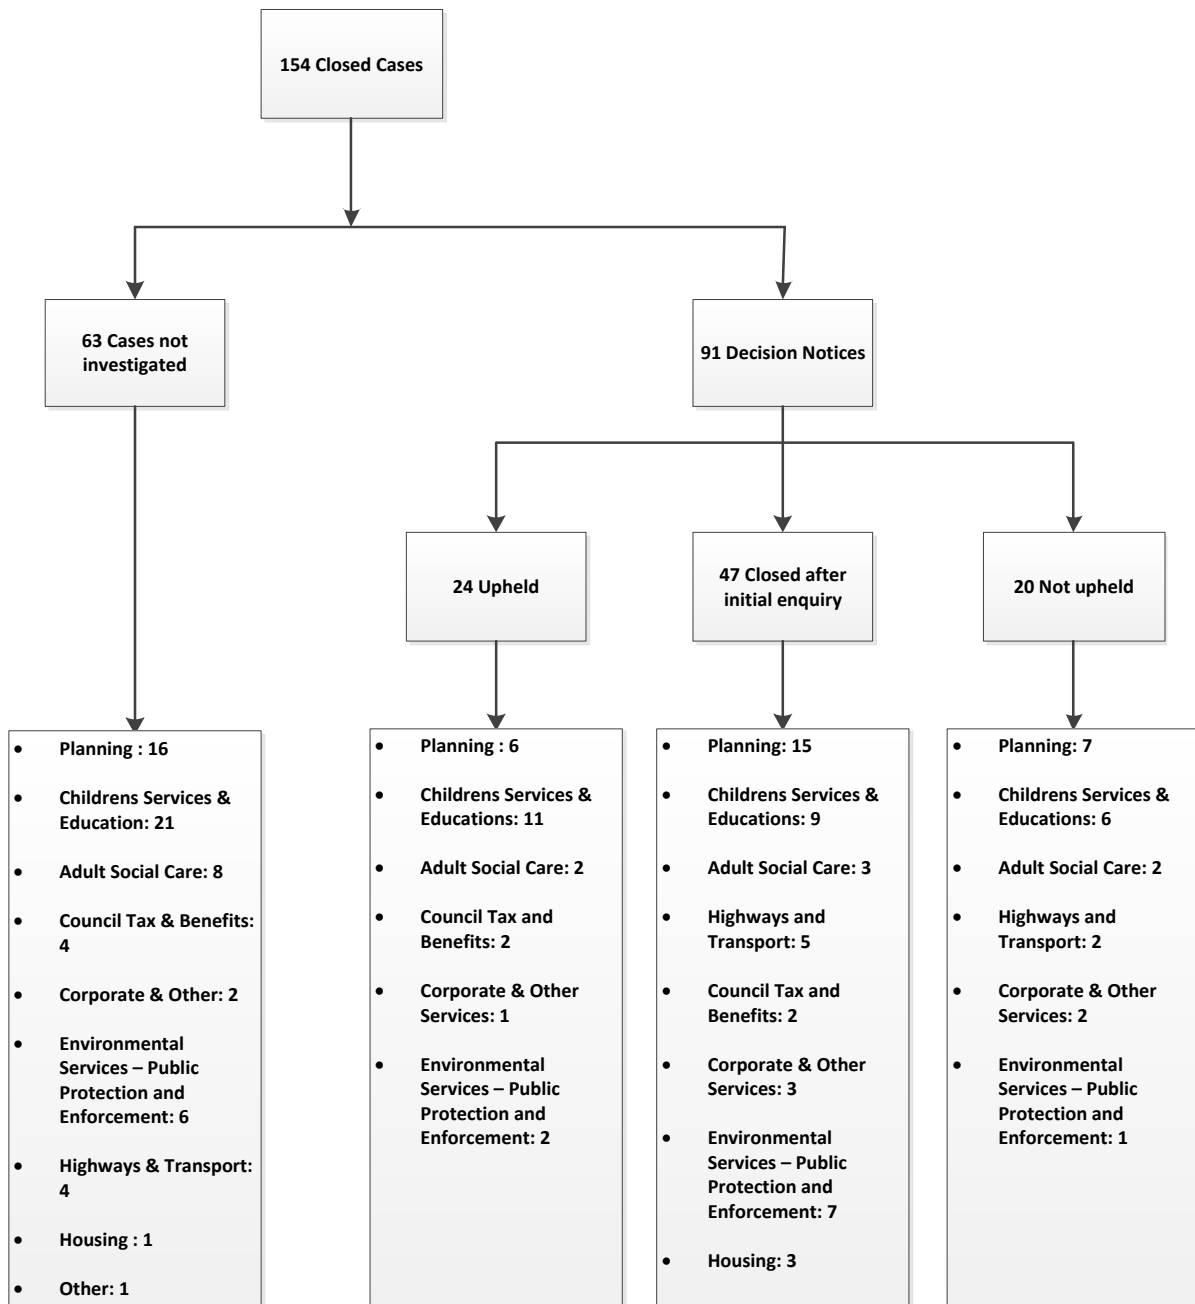 154 Closed Cases
63 Cases not
investigated
91 Decision Notices
24 Upheld
47 Closed after
initial enquiry
20 Not upheld
• Planning : 16
• Childrens Services &
Education: 21
• Adult Social Care: 8
• Council Tax & Benefits:
4
• Corporate & Other: 2
• Environmental
Services – Public
Protection and
Enforcement: 6
• Highways & Transport:
4
• Housing : 1
• Other: 1
• Planning : 6
• Childrens Services &
Educations: 11
• Adult Social Care: 2
• Council Tax and
Benefits: 2
• Corporate & Other
Services: 1
• Environmental
Services – Public
Protection and
Enforcement: 2
• Planning: 15
• Childrens Services &
Educations: 9
• Adult Social Care: 3
• Highways and
Transport: 5
• Council Tax and
Benefits: 2
• Corporate & Other
Services: 3
• Environmental
Services – Public
Protection and
Enforcement: 7
• Housing: 3
• Planning: 7
• Childrens Services &
Educations: 6
• Adult Social Care: 2
• Highways and
Transport: 2
• Corporate & Other
Services: 2
• Environmental
Services – Public
Protection and
Enforcement: 1